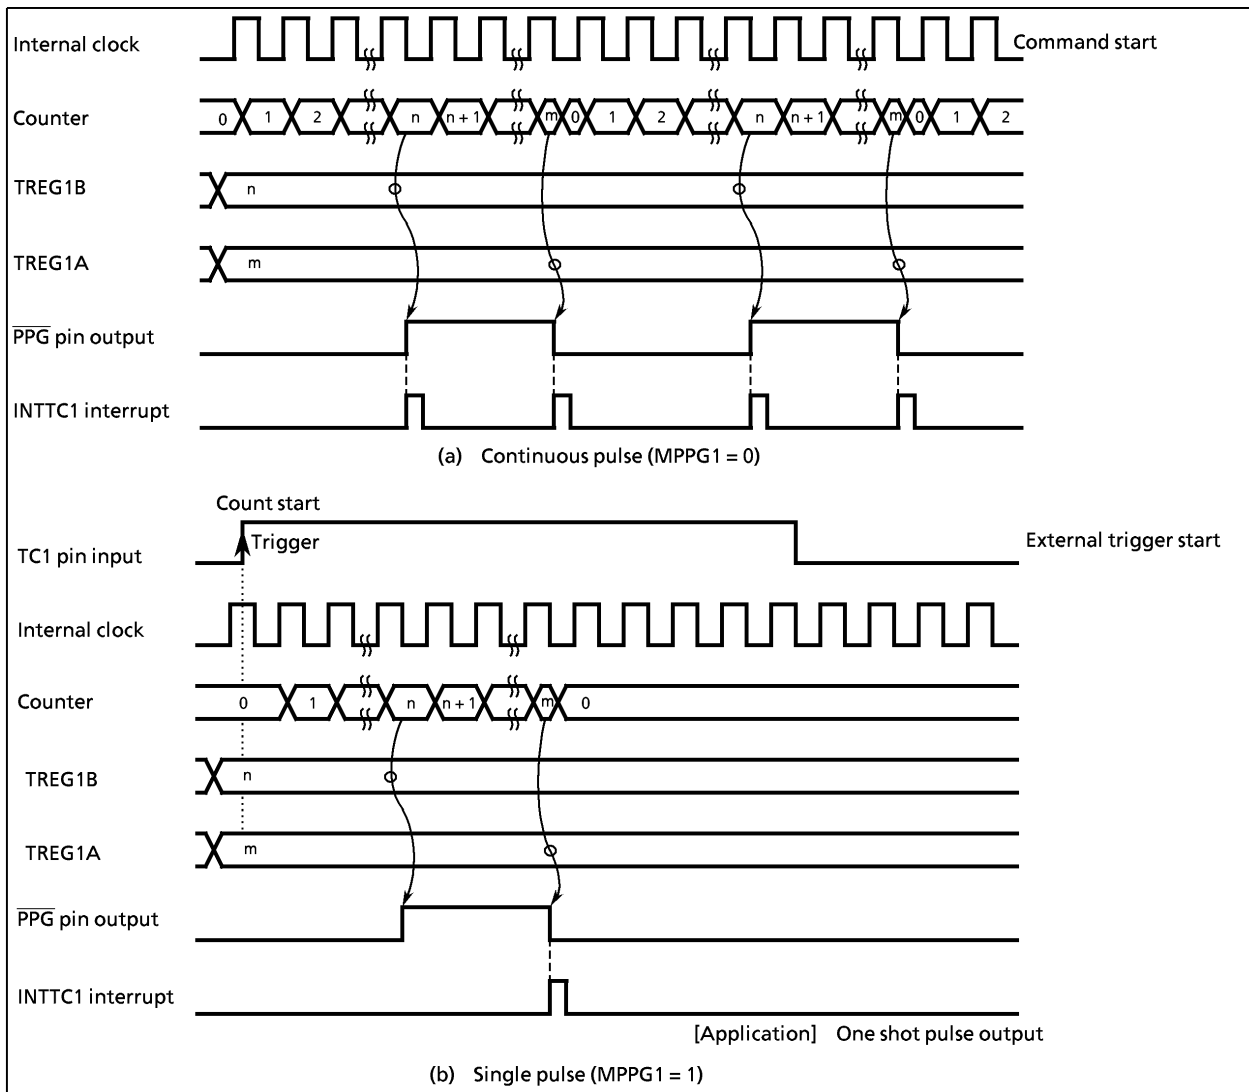 Internal clock
Command start
Counter 0 1 2 n n + 1 m 0 1 2 n n + 1 m 0 1 2
TREG1B n
TREG1A m
PPG pin output
INTTC1 interrupt
(a) Continuous pulse (MPPG1 = 0)
Count start
TC1 pin input Trigger External trigger start
Internal clock
Counter 0 1 n n + 1 m 0
TREG1B n
TREG1A m
PPG pin output
INTTC1 interrupt
[Application] One shot pulse output
(b) Single pulse (MPPG1 = 1)